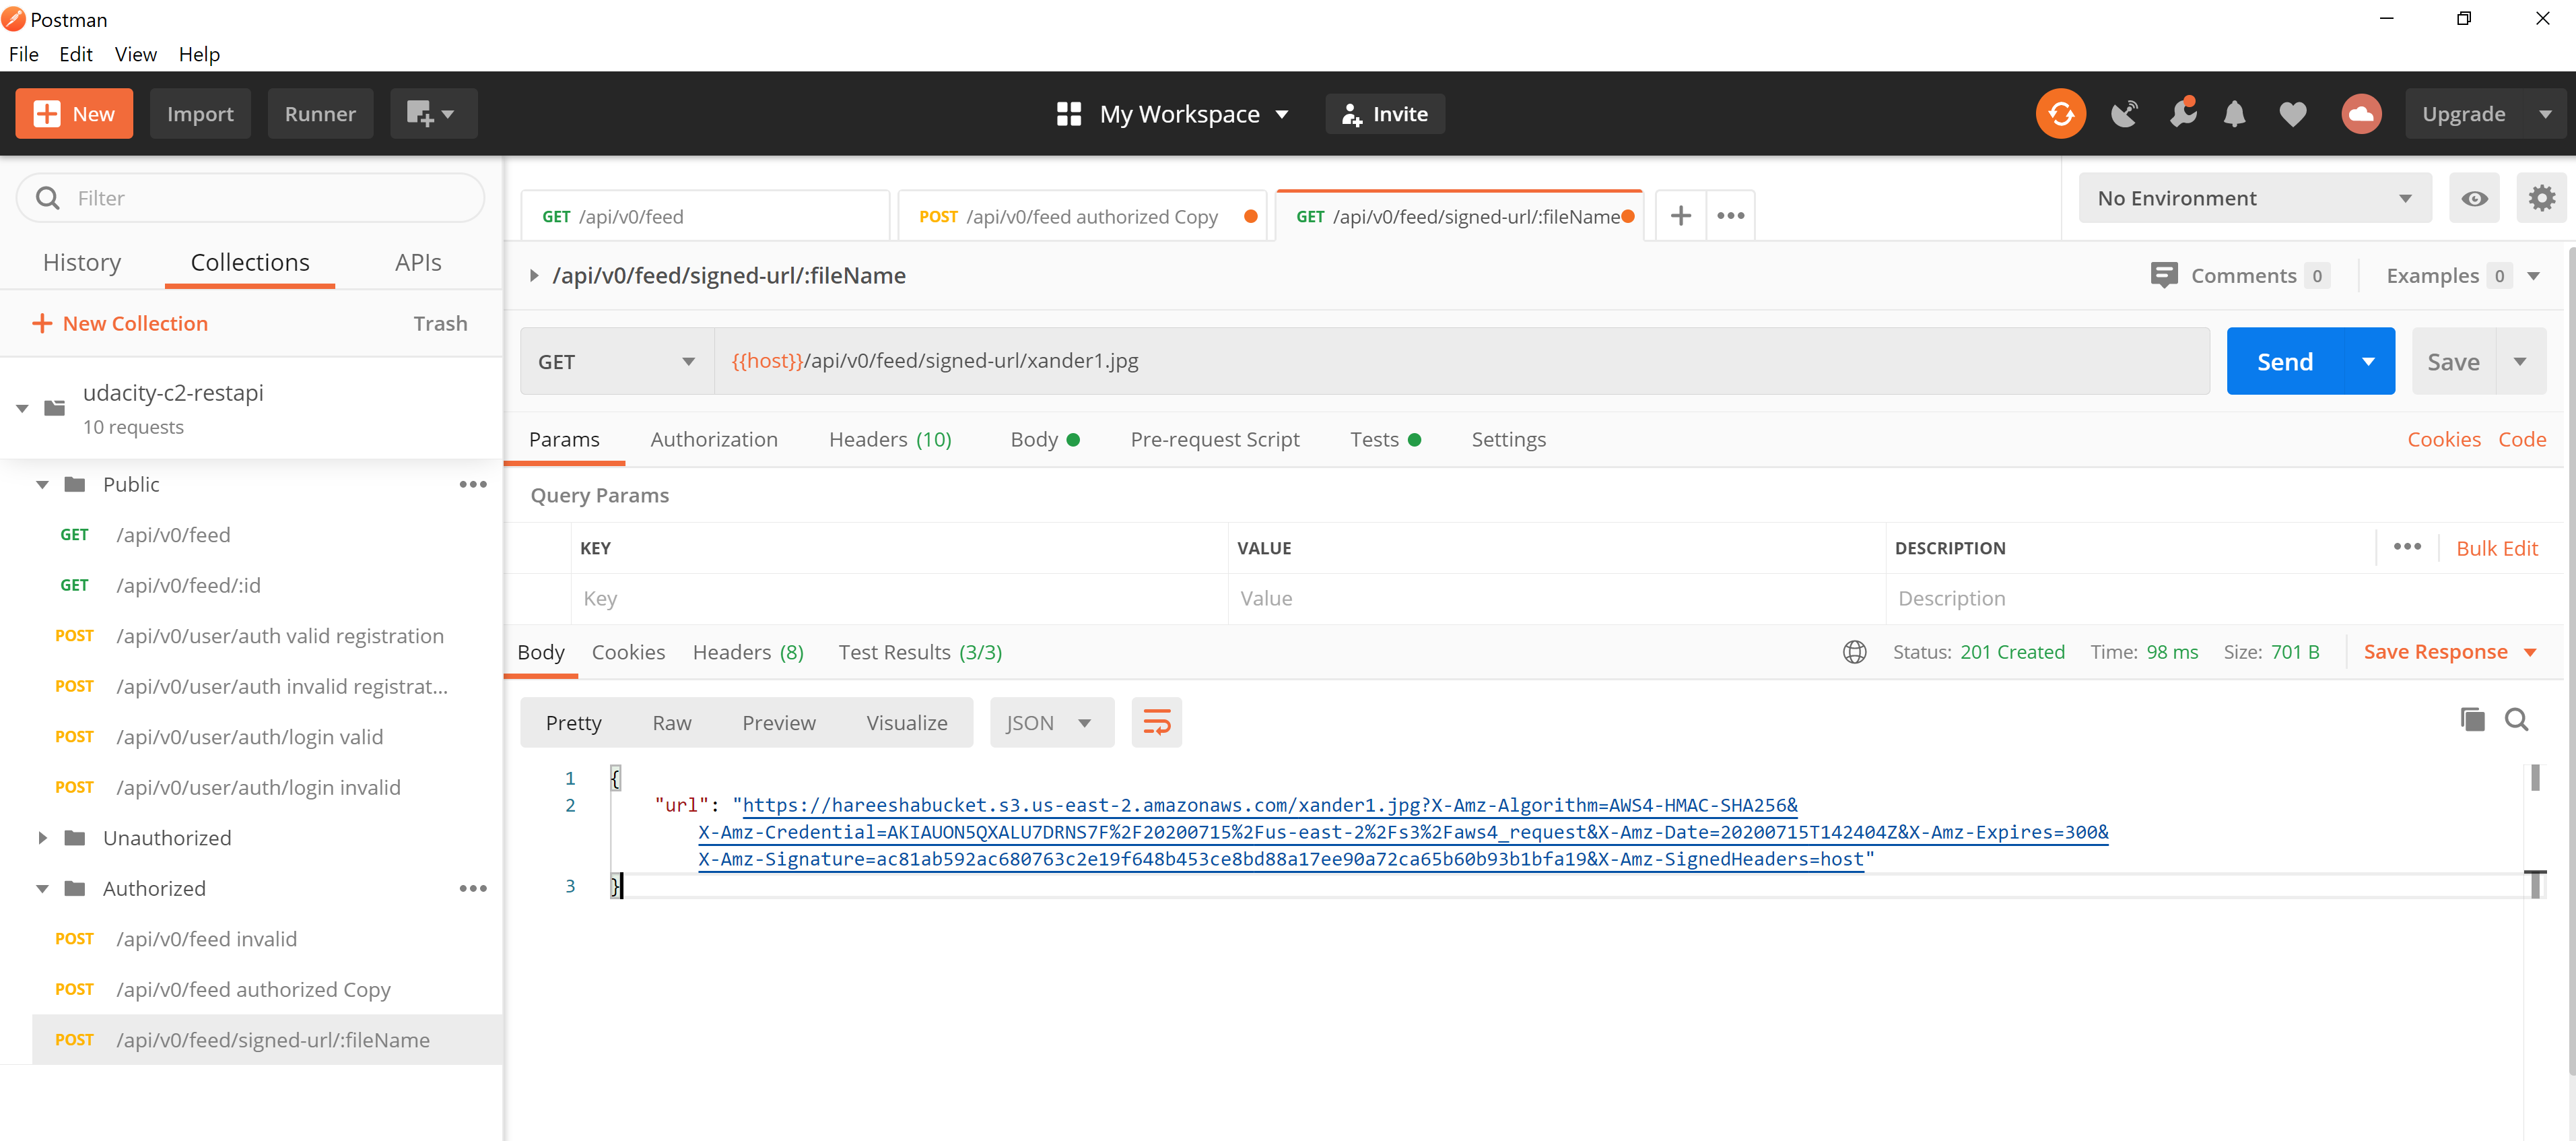 Postman
File Edit View Help
New Import Runner My Workspace Invite Upgrade
Filter
History Collections APIs
New Collection Trash
udacity-c2-restapi
10 requests
Public
GET /api/v0/feed
GET /api/v0/feed/:id
POST /api/v0/user/auth valid registration
POST /api/v0/user/auth invalid registrat...
POST /api/v0/user/auth/login valid
POST /api/v0/user/auth/login invalid
Unauthorized
Authorized
POST /api/v0/feed invalid
POST /api/v0/feed authorized Copy
POST /api/v0/feed/signed-url/:fileName
GET /api/v0/feed POST /api/v0/feed authorized Copy GET /api/v0/feed/signed-url/:fileName No Environment
/api/v0/feed/signed-url/:fileName Comments 0 Examples 0
GET {{host}}/api/v0/feed/signed-url/xander1.jpg Send Save
Params Authorization Headers (10) Body Pre-request Script Tests Settings Cookies Code
Query Params
KEY VALUE DESCRIPTION Bulk Edit
Key Value Description
Body Cookies Headers (8) Test Results (3/3) Status: 201 Created Time: 98 ms Size: 701 B Save Response
Pretty Raw Preview Visualize JSON
1 {
2 "url": "https://hareeshabucket.s3.us-east-2.amazonaws.com/xander1.jpg?X-Amz-Algorithm=AWS4-HMAC-SHA256&
X-Amz-Credential=AKIAUON5QXALU7DRNS7F%2F20200715%2Fus-east-2%2Fs3%2Faws4_request&X-Amz-Date=20200715T142404Z&X-Amz-Expires=300&
X-Amz-Signature=ac81ab592ac680763c2e19f648b453ce8bd88a17ee90a72ca65b60b93b1bfa19&X-Amz-SignedHeaders=host"
3 }